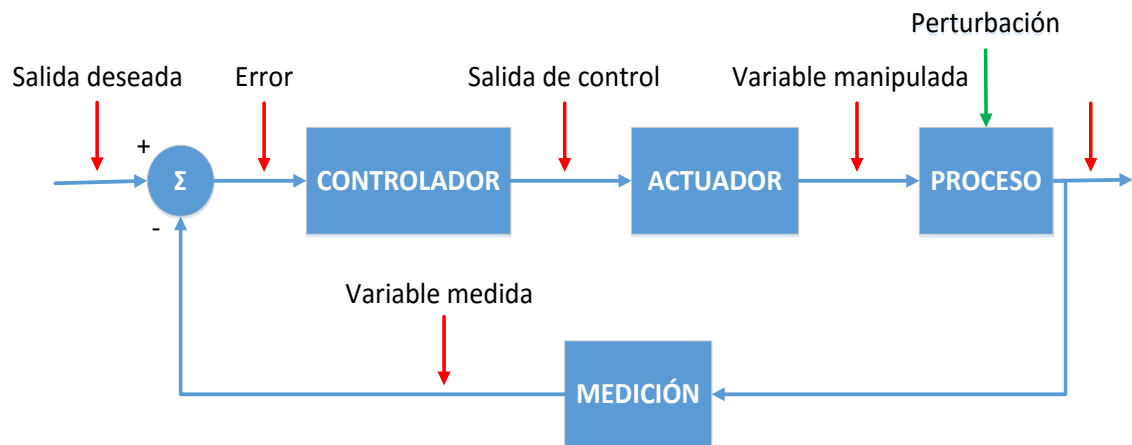 Perturbación
Salida deseada
Error
Salida de control
Variable manipulada
+
Σ
CONTROLADOR
ACTUADOR
PROCESO
-
Variable medida
MEDICIÓN